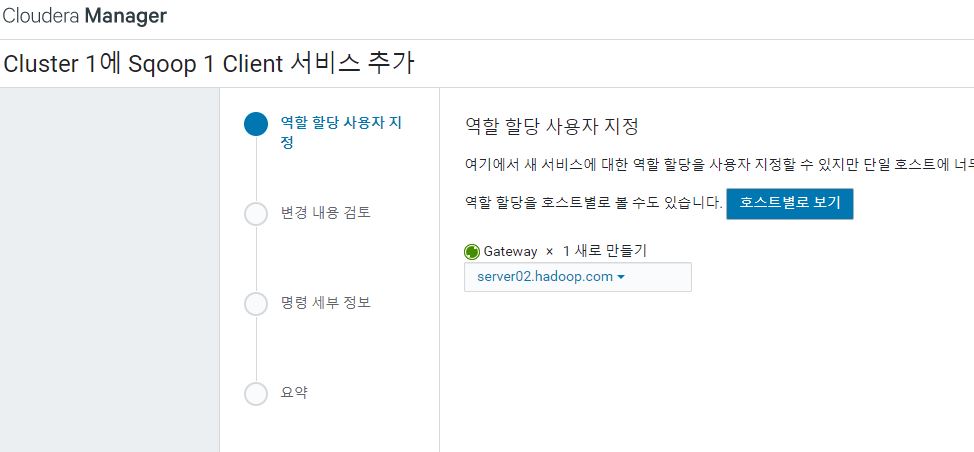 Cloudera Manager
Cluster 1에 Sqoop 1 Client 서비스 추가
역할 할당 사용자 지
정
변경 내용 검토
명령 세부 정보
요약
역할 할당 사용자 지정
여기에서 새 서비스에 대한 역할 할당을 사용자 지정할 수 있지만 단일 호스트에 너무
역할 할당을 호스트별로 볼 수도 있습니다. 호스트별로 보기
Gateway × 1 새로 만들기
server02.hadoop.com